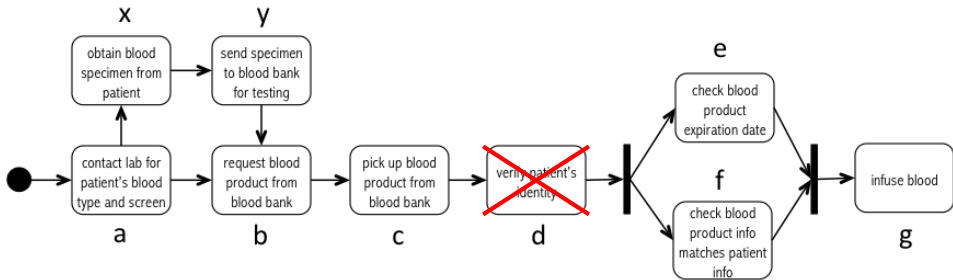 x
y
obtain blood
specimen from
patient
send specimen
to blood bank
for testing
e
check blood
product
expiration date
contact lab for
patient's blood
type and screen
request blood
product from
blood bank
pick up blood
product from
blood bank
verify patient's
identity
infuse blood
f
check blood
product info
matches patient
info
a
b
c
d
g